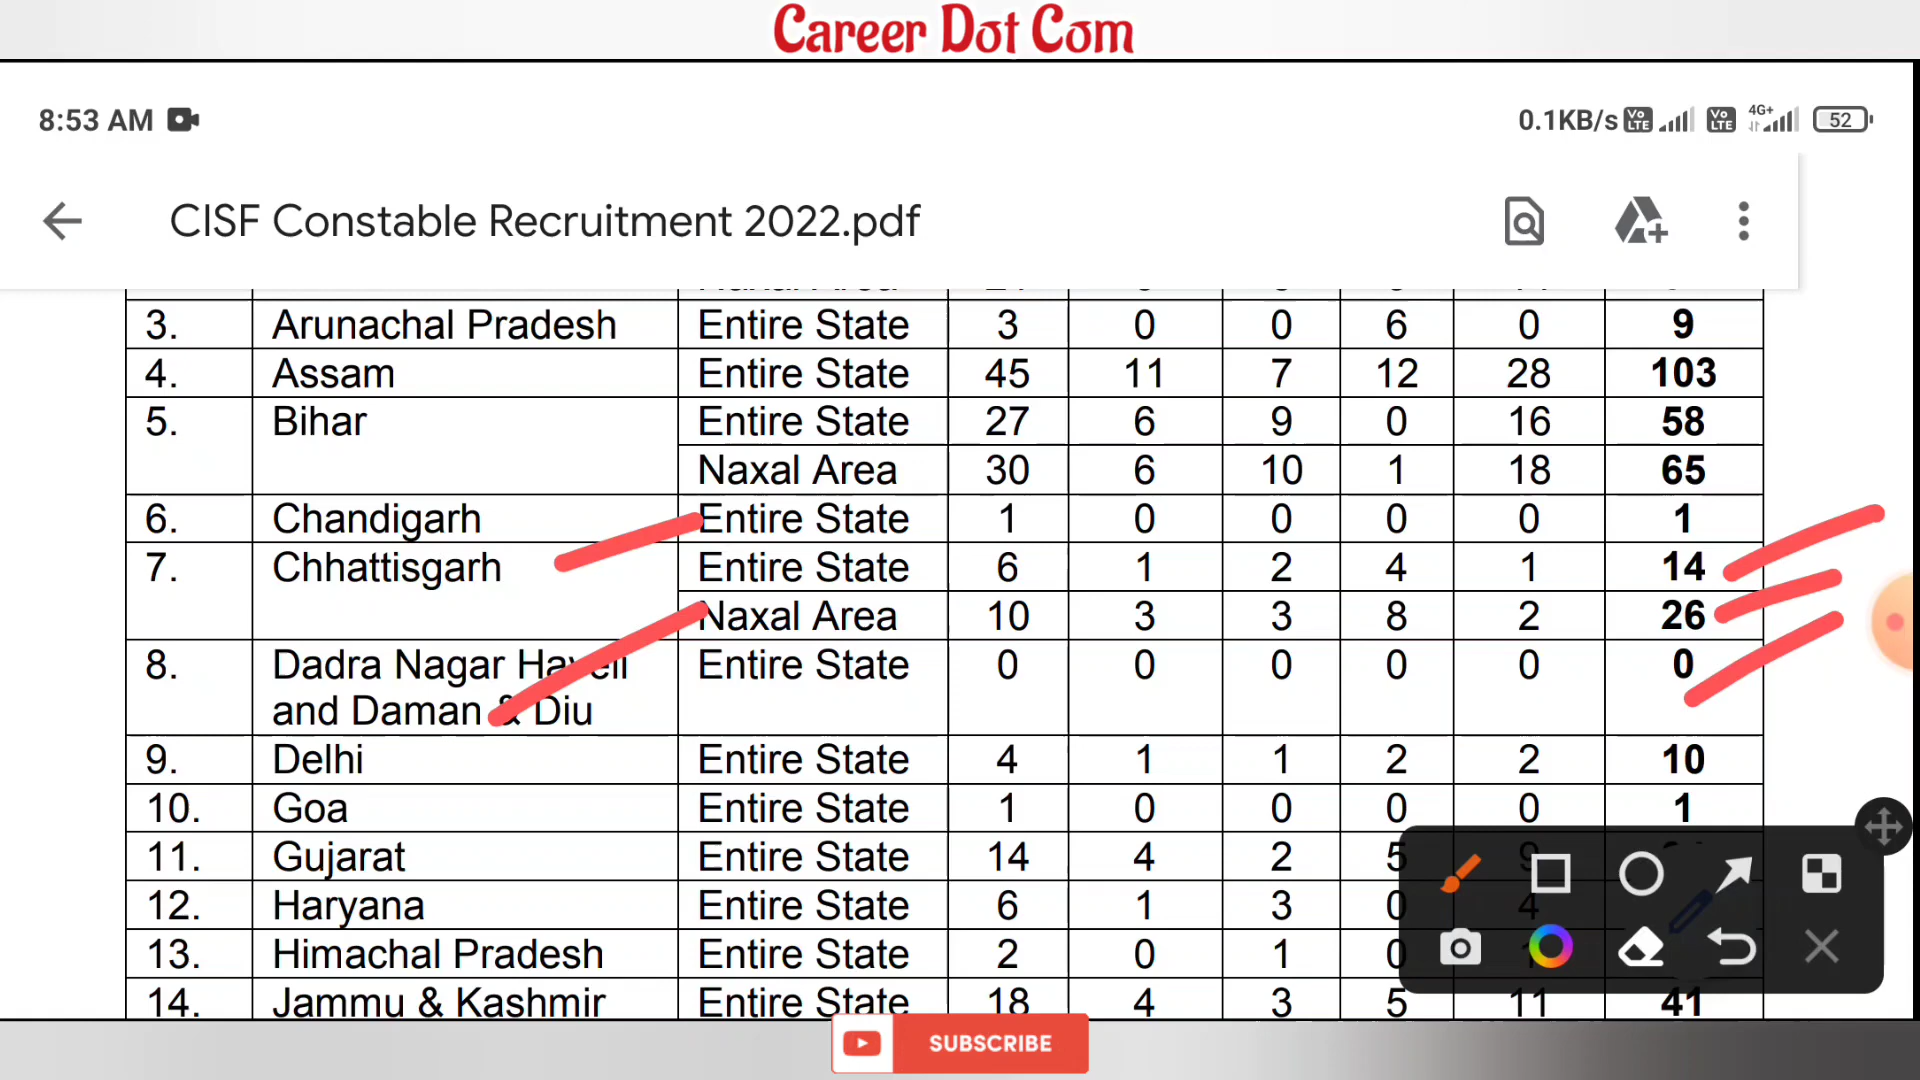 Career Dot Com
8:53 AM 0.1KB/s Vo LTE Vo LTE 4G+ 52
CISF Constable Recruitment 2022.pdf
3. Arunachal Pradesh Entire State 3 0 0 6 0 9
4. Assam Entire State 45 11 7 12 28 103
5. Bihar Entire State 27 6 9 0 16 58
Naxal Area 30 6 10 1 18 65
6. Chandigarh Entire State 1 0 0 0 0 1
7. Chhattisgarh Entire State 6 1 2 4 1 14
Naxal Area 10 3 3 8 2 26
8. Dadra Nagar Haveli Entire State 0 0 0 0 0 0
and Daman & Diu
9. Delhi Entire State 4 1 1 2 2 10
10. Goa Entire State 1 0 0 0 0 1
11. Gujarat Entire State 14 4 2 5 9
12. Haryana Entire State 6 1 3 0 4
13. Himachal Pradesh Entire State 2 0 1 0
14. Jammu & Kashmir Entire State 18 4 3 5 11 41
SUBSCRIBE